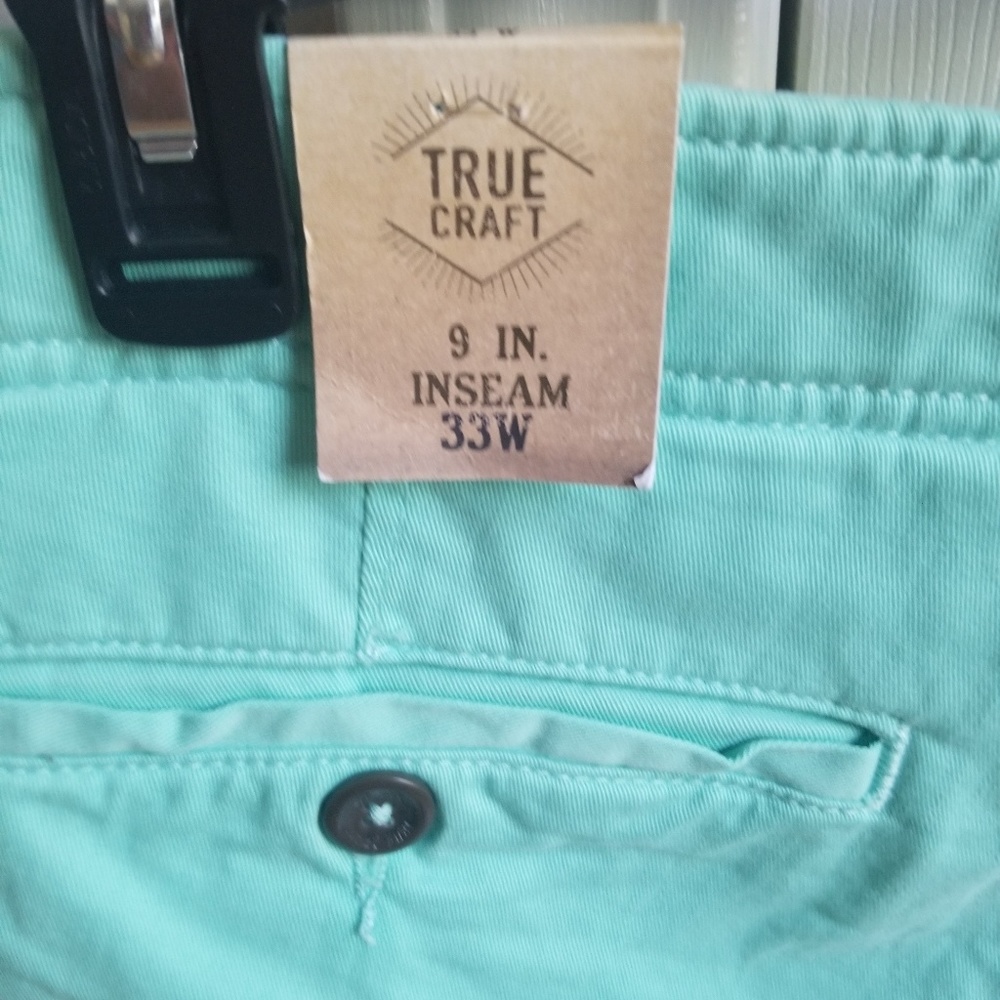 TRUE
CRAFT
9 IN.
INSEAM
33W